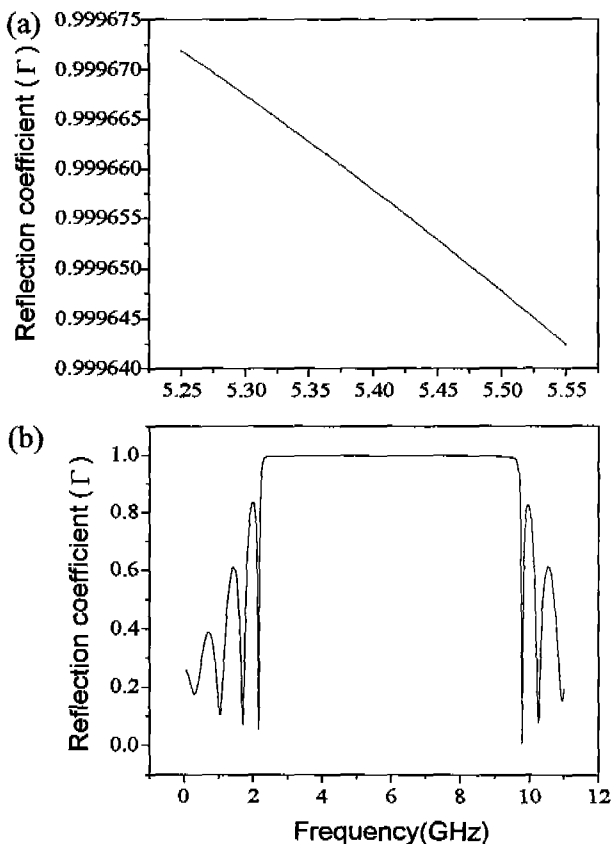 (a)
Reflection coefficient (Γ)
0.999675
0.999670
0.999665
0.999660
0.999655
0.999650
0.999645
0.999640
5.25 5.30 5.35 5.40 5.45 5.50 5.55
(b)
Reflection coefficient (Γ)
1.0
0.8
0.6
0.4
0.2
0.0
0 2 4 6 8 10 12
Frequency(GHz)